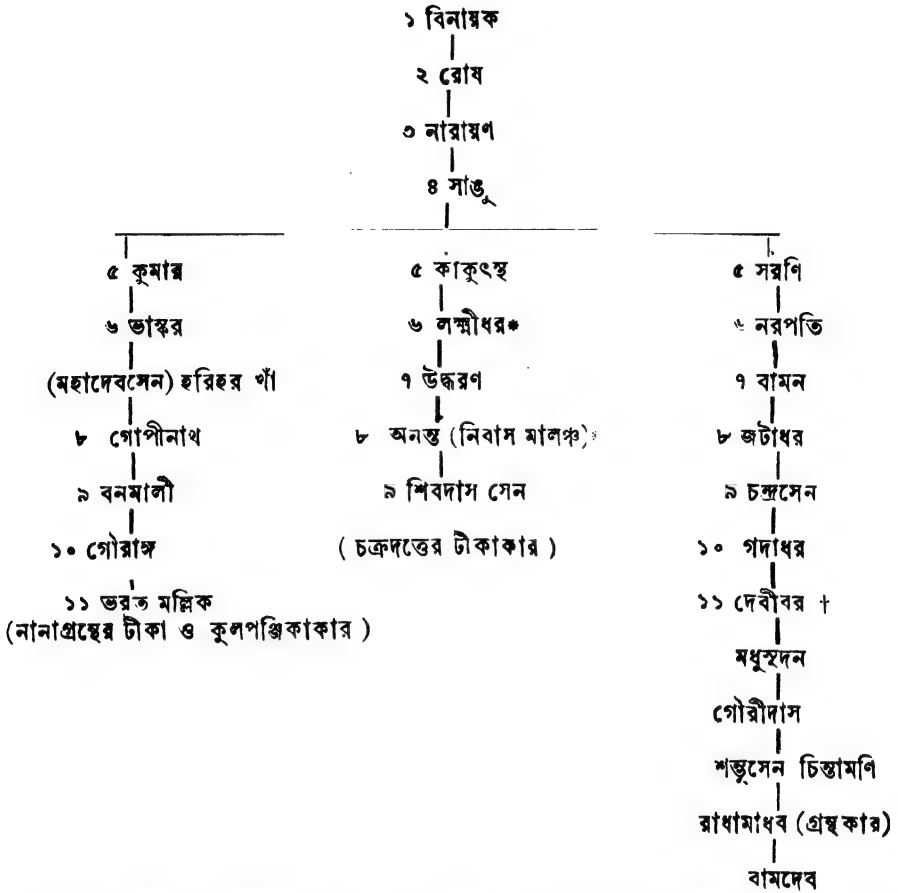 ১ বিনায়ক
২ রোষ
৩ নারায়ণ
৪ সাঙু
৫ কুমার ৫ কাকুৎস্থ ৫ সরণি
৬ ভাস্কর ৬ লক্ষ্মীধর* ৬ নরপতি
(মহাদেবসেন) হরিহর খাঁ ৭ উদ্ধরণ ৭ বামন
৮ গোপীনাথ ৮ অনন্ত (নিবাস মালঞ্চ)* ৮ জটাধর
৯ বনমালী ৯ শিবদাস সেন ৯ চন্দ্রসেন
১০ গৌরাঙ্গ (চক্রদত্তের টীকাকার) ১০ গদাধর
১১ ভরত মল্লিক ১১ দেবীবর †
(নানাগ্রন্থের টীকা ও কুলপঞ্জিকাকার)
মধুসূদন
গৌরীদাস
শম্ভুসেন চিন্তামণি
রাধামাধব (গ্রন্থকার)
বামদেব